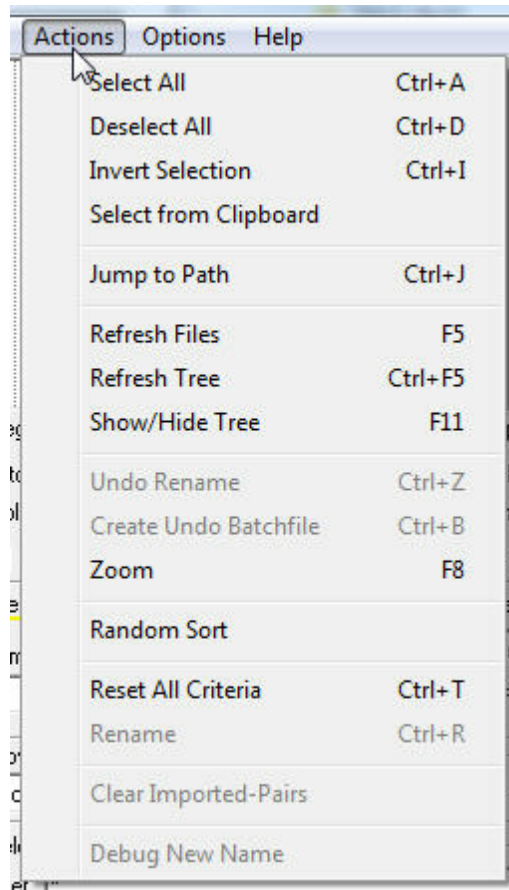 Actions Options Help
Select All Ctrl+A
Deselect All Ctrl+D
Invert Selection Ctrl+I
Select from Clipboard
Jump to Path Ctrl+J
Refresh Files F5
Refresh Tree Ctrl+F5
Show/Hide Tree F11
Undo Rename Ctrl+Z
Create Undo Batchfile Ctrl+B
Zoom F8
Random Sort
Reset All Criteria Ctrl+T
Rename Ctrl+R
Clear Imported-Pairs
Debug New Name